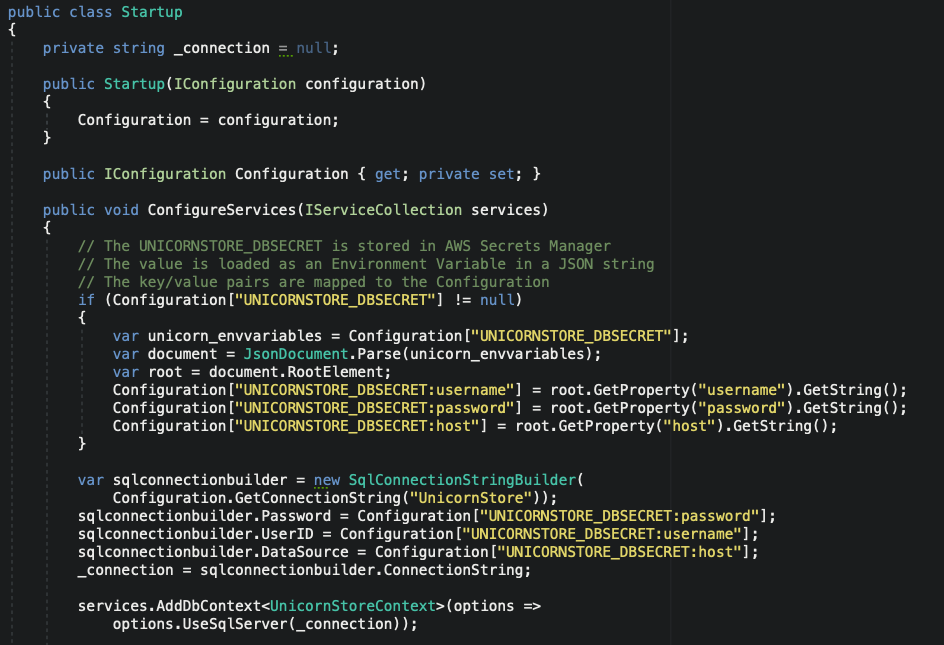 public class Startup
{
    private string _connection = null;

    public Startup(IConfiguration configuration)
    {
        Configuration = configuration;
    }

    public IConfiguration Configuration { get; private set; }

    public void ConfigureServices(IServiceCollection services)
    {
        // The UNICORNSTORE_DBSECRET is stored in AWS Secrets Manager
        // The value is loaded as an Environment Variable in a JSON string
        // The key/value pairs are mapped to the Configuration
        if (Configuration["UNICORNSTORE_DBSECRET"] != null)
        {
            var unicorn_envvariables = Configuration["UNICORNSTORE_DBSECRET"];
            var document = JsonDocument.Parse(unicorn_envvariables);
            var root = document.RootElement;
            Configuration["UNICORNSTORE_DBSECRET:username"] = root.GetProperty("username").GetString();
            Configuration["UNICORNSTORE_DBSECRET:password"] = root.GetProperty("password").GetString();
            Configuration["UNICORNSTORE_DBSECRET:host"] = root.GetProperty("host").GetString();
        }

        var sqlconnectionbuilder = new SqlConnectionStringBuilder(
            Configuration.GetConnectionString("UnicornStore"));
        sqlconnectionbuilder.Password = Configuration["UNICORNSTORE_DBSECRET:password"];
        sqlconnectionbuilder.UserID = Configuration["UNICORNSTORE_DBSECRET:username"];
        sqlconnectionbuilder.DataSource = Configuration["UNICORNSTORE_DBSECRET:host"];
        _connection = sqlconnectionbuilder.ConnectionString;

        services.AddDbContext<UnicornStoreContext>(options =>
            options.UseSqlServer(_connection));